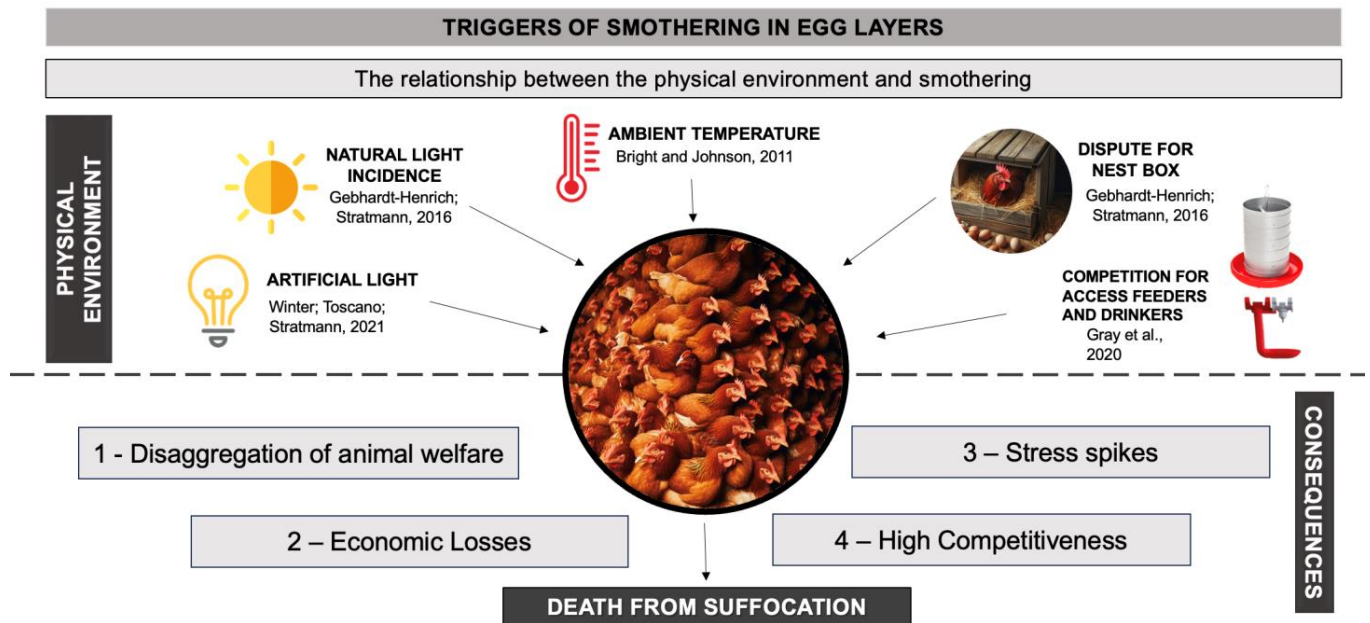 TRIGGERS OF SMOTHERING IN EGG LAYERS
The relationship between the physical environment and smothering
PHYSICAL
ENVIRONMENT
NATURAL LIGHT
INCIDENCE
Gebhardt-Henrich;
Stratmann, 2016
AMBIENT TEMPERATURE
Bright and Johnson, 2011
DISPUTE FOR
NEST BOX
Gebhardt-Henrich;
Stratmann, 2016
ARTIFICIAL LIGHT
Winter; Toscano;
Stratmann, 2021
COMPETITION FOR
ACCESS FEEDERS
AND DRINKERS
Gray et al.,
2020
CONSEQUENCES
1 - Disaggregation of animal welfare
2 – Economic Losses
3 – Stress spikes
4 – High Competitiveness
DEATH FROM SUFFOCATION